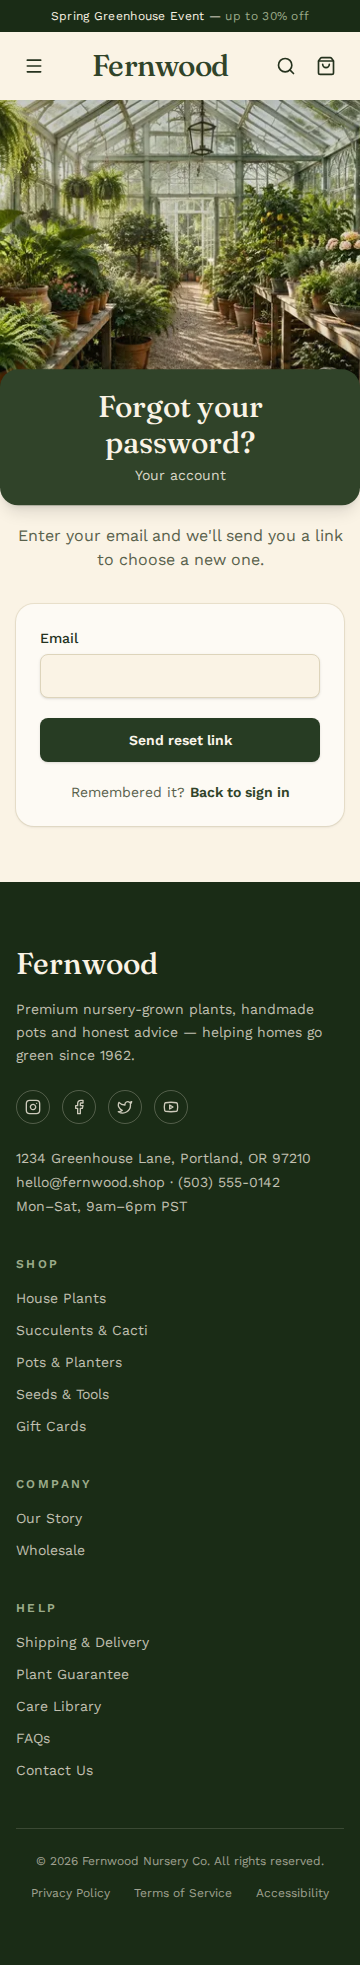 Spring Greenhouse Event — up to 30% off
Fernwood
Forgot your
password?
Your account
Enter your email and we'll send you a link
to choose a new one.
Email
Send reset link
Remembered it? Back to sign in
Fernwood
Premium nursery-grown plants, handmade
pots and honest advice — helping homes go
green since 1962.
1234 Greenhouse Lane, Portland, OR 97210
hello@fernwood.shop · (503) 555-0142
Mon–Sat, 9am–6pm PST
SHOP
House Plants
Succulents & Cacti
Pots & Planters
Seeds & Tools
Gift Cards
COMPANY
Our Story
Wholesale
HELP
Shipping & Delivery
Plant Guarantee
Care Library
FAQs
Contact Us
© 2026 Fernwood Nursery Co. All rights reserved.
Privacy Policy Terms of Service Accessibility